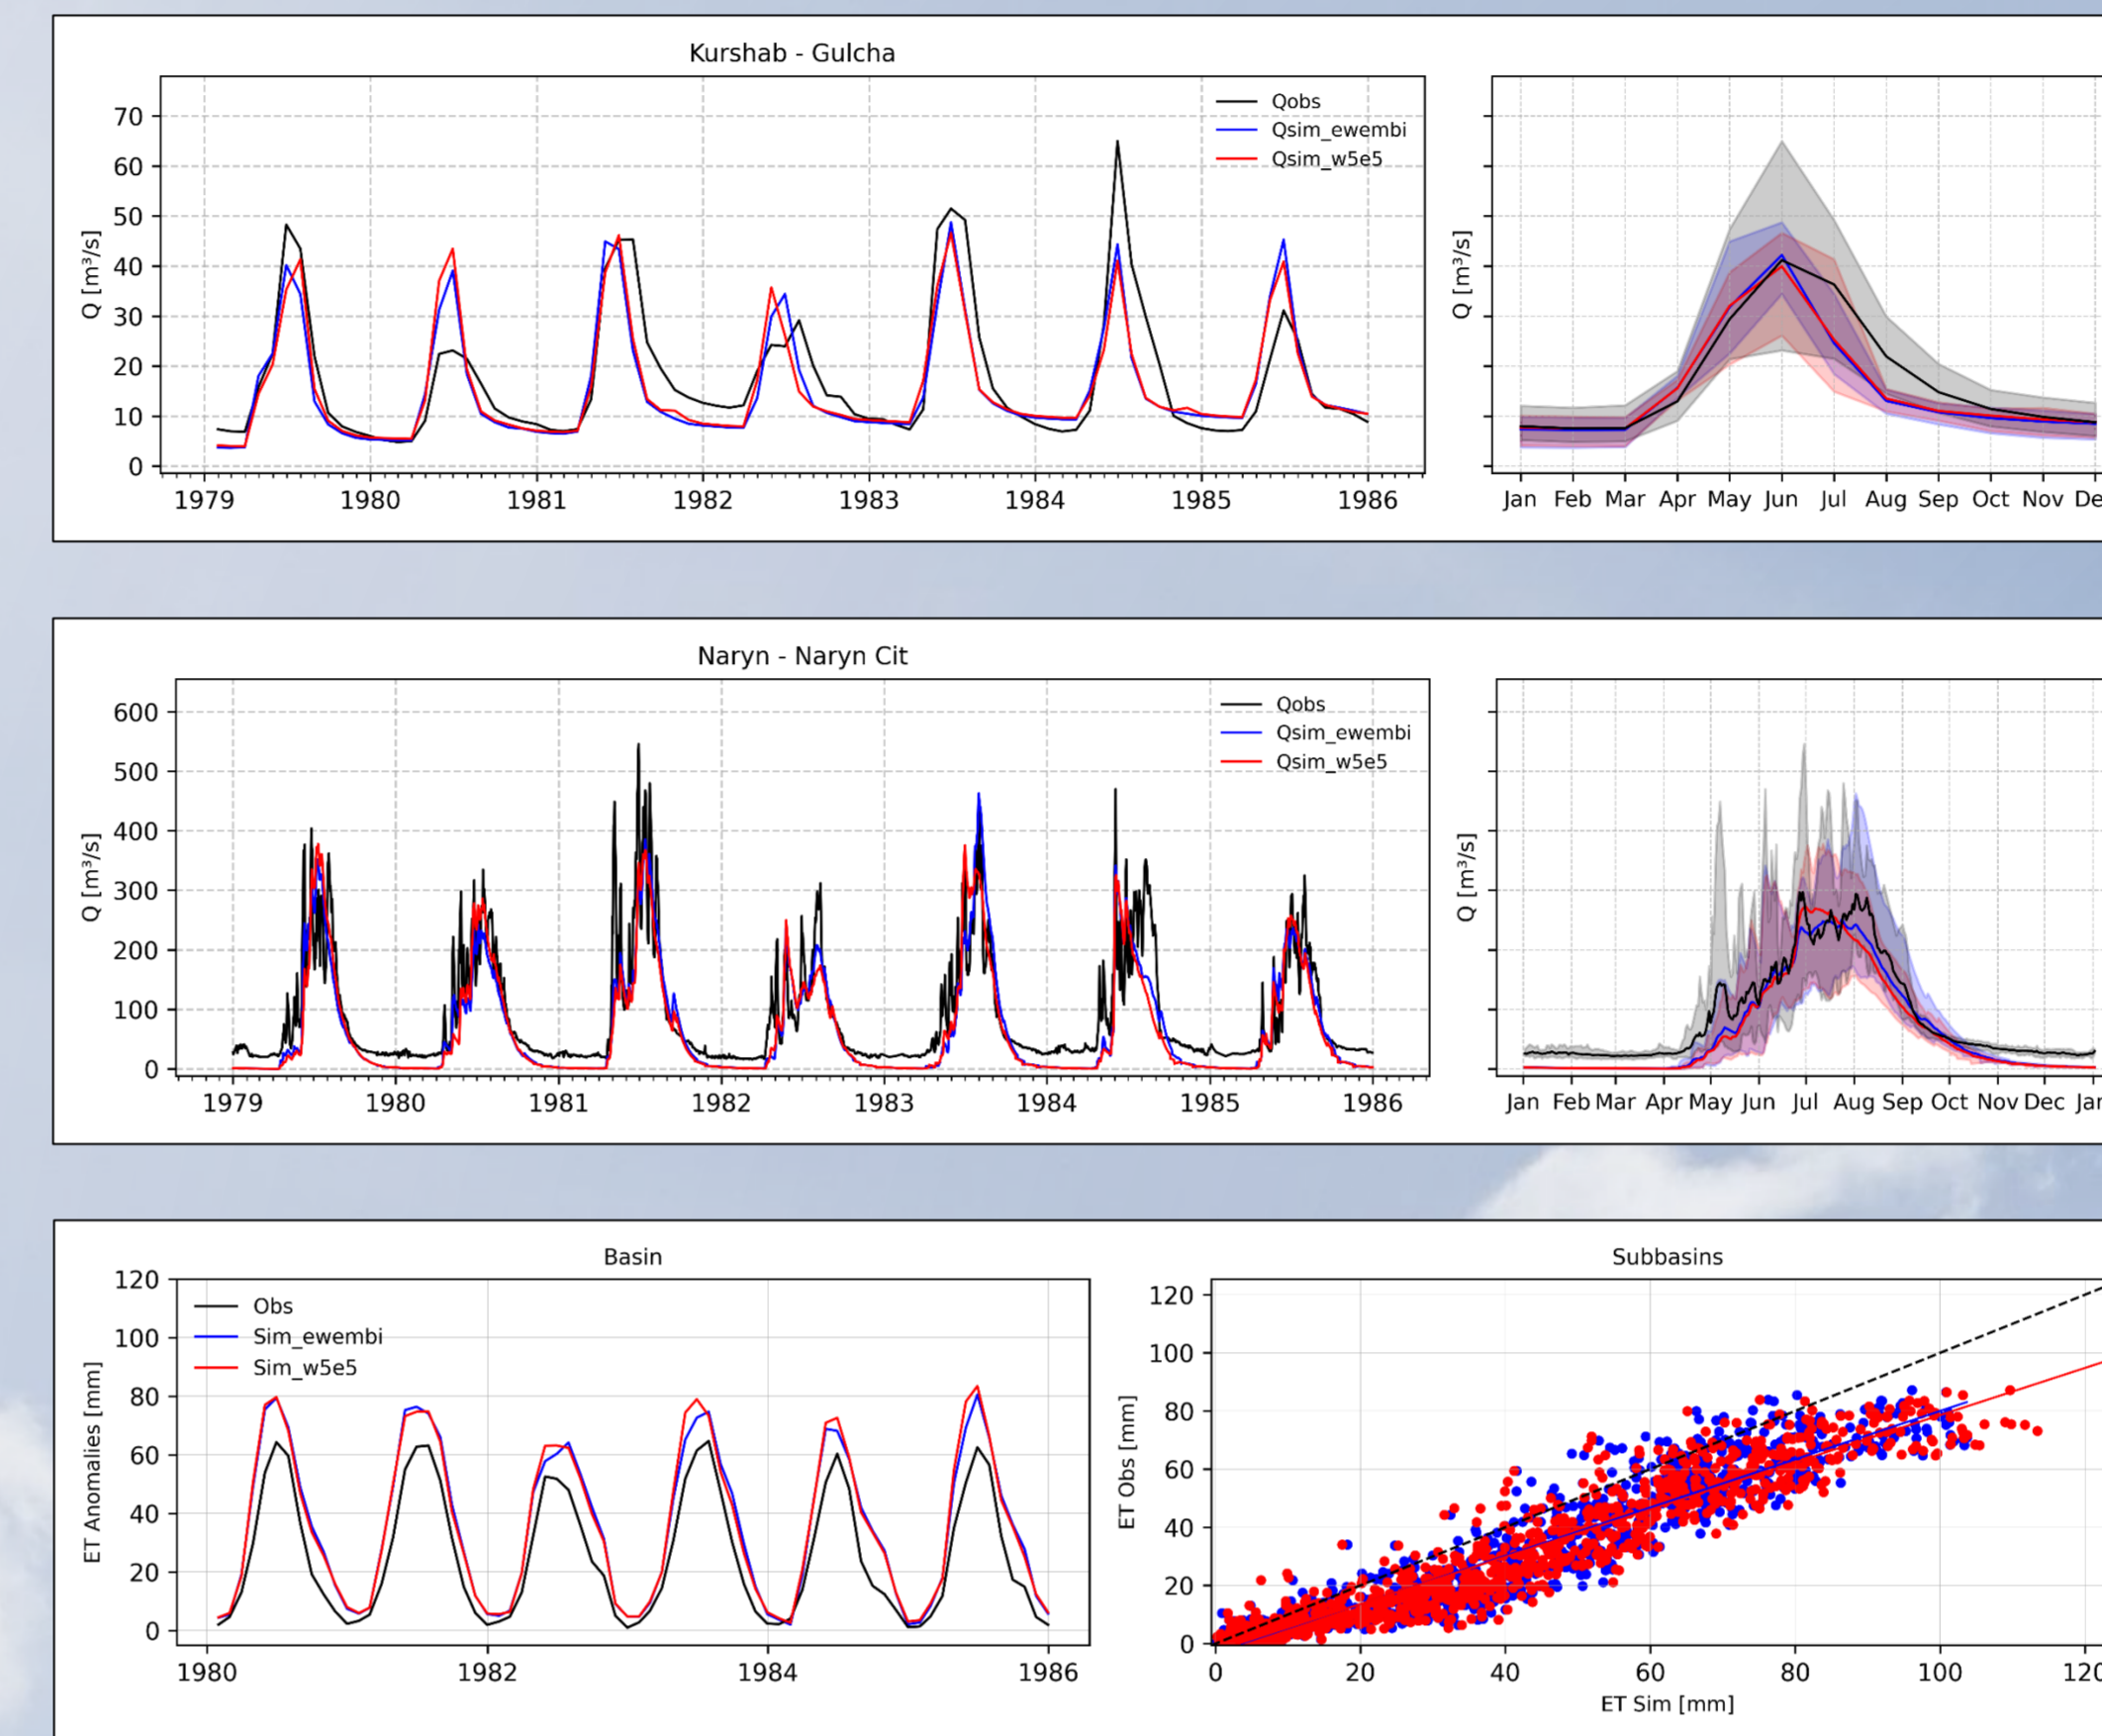 Kurshab - Gulcha
Q [m³/s]
70
60
50
40
30
20
10
0
Qobs
Qsim_ewembi
Qsim_w5e5
1979 1980 1981 1982 1983 1984 1985 1986
Q [m³/s]
Jan Feb Mar Apr May Jun Jul Aug Sep Oct Nov De
Naryn - Naryn Cit
Q [m³/s]
600
500
400
300
200
100
0
Qobs
Qsim_ewembi
Qsim_w5e5
1979 1980 1981 1982 1983 1984 1985 1986
Q [m³/s]
Jan Feb Mar Apr May Jun Jul Aug Sep Oct Nov Dec Jan
Basin
ET Anomalies [mm]
120
100
80
60
40
20
0
Obs
Sim_ewembi
Sim_w5e5
1980 1982 1984 1986
Subbasins
ET Obs [mm]
120
100
80
60
40
20
0
0 20 40 60 80 100 120
ET Sim [mm]